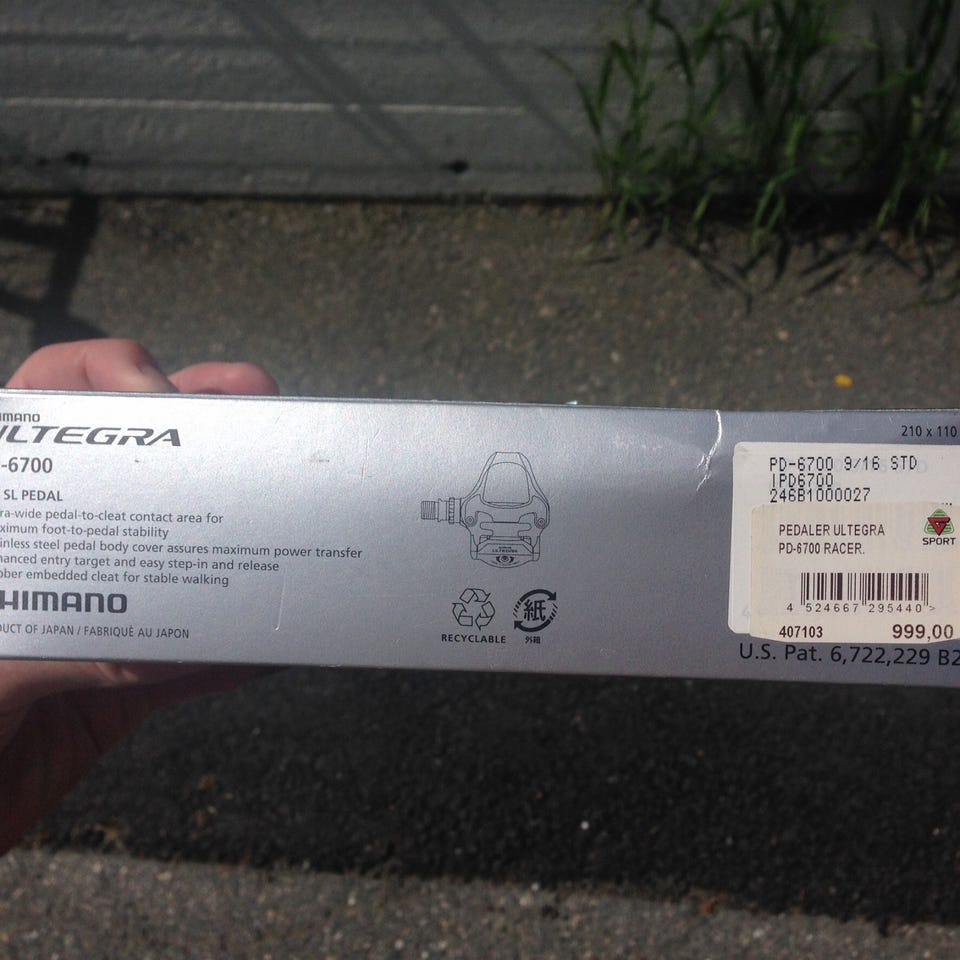 IMANO
ULTEGRA
-6700
SL PEDAL
ra-wide pedal-to-cleat contact area for
ximum foot-to-pedal stability
inless steel pedal body cover assures maximum power transfer
hanced entry target and easy step-in and release
bber embedded cleat for stable walking
HIMANO
DUCT OF JAPAN / FABRIQUÈ AU JAPON
ULTEGRA
RECYCLABLE
紙
外箱
210 x 110
PD-6700 9/16 STD
IPD6700
246B1000027
PEDALER ULTEGRA
PD-6700 RACER.
SPORT
4 524667 295440 >
407103 999,00
U.S. Pat. 6,722,229 B2